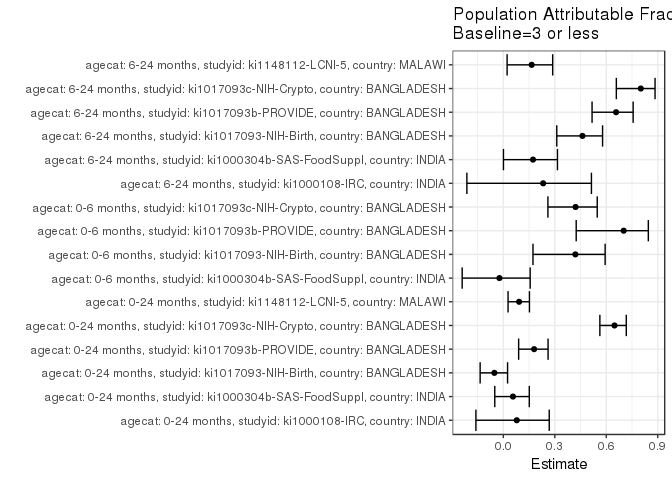 Population Attributable Frac
Baseline=3 or less
agecat: 6-24 months, studyid: ki1148112-LCNI-5, country: MALAWI
agecat: 6-24 months, studyid: ki1017093c-NIH-Crypto, country: BANGLADESH
agecat: 6-24 months, studyid: ki1017093b-PROVIDE, country: BANGLADESH
agecat: 6-24 months, studyid: ki1017093-NIH-Birth, country: BANGLADESH
agecat: 6-24 months, studyid: ki1000304b-SAS-FoodSuppl, country: INDIA
agecat: 6-24 months, studyid: ki1000108-IRC, country: INDIA
agecat: 0-6 months, studyid: ki1017093c-NIH-Crypto, country: BANGLADESH
agecat: 0-6 months, studyid: ki1017093b-PROVIDE, country: BANGLADESH
agecat: 0-6 months, studyid: ki1017093-NIH-Birth, country: BANGLADESH
agecat: 0-6 months, studyid: ki1000304b-SAS-FoodSuppl, country: INDIA
agecat: 0-24 months, studyid: ki1148112-LCNI-5, country: MALAWI
agecat: 0-24 months, studyid: ki1017093c-NIH-Crypto, country: BANGLADESH
agecat: 0-24 months, studyid: ki1017093b-PROVIDE, country: BANGLADESH
agecat: 0-24 months, studyid: ki1017093-NIH-Birth, country: BANGLADESH
agecat: 0-24 months, studyid: ki1000304b-SAS-FoodSuppl, country: INDIA
agecat: 0-24 months, studyid: ki1000108-IRC, country: INDIA
0.0 0.3 0.6 0.9
Estimate